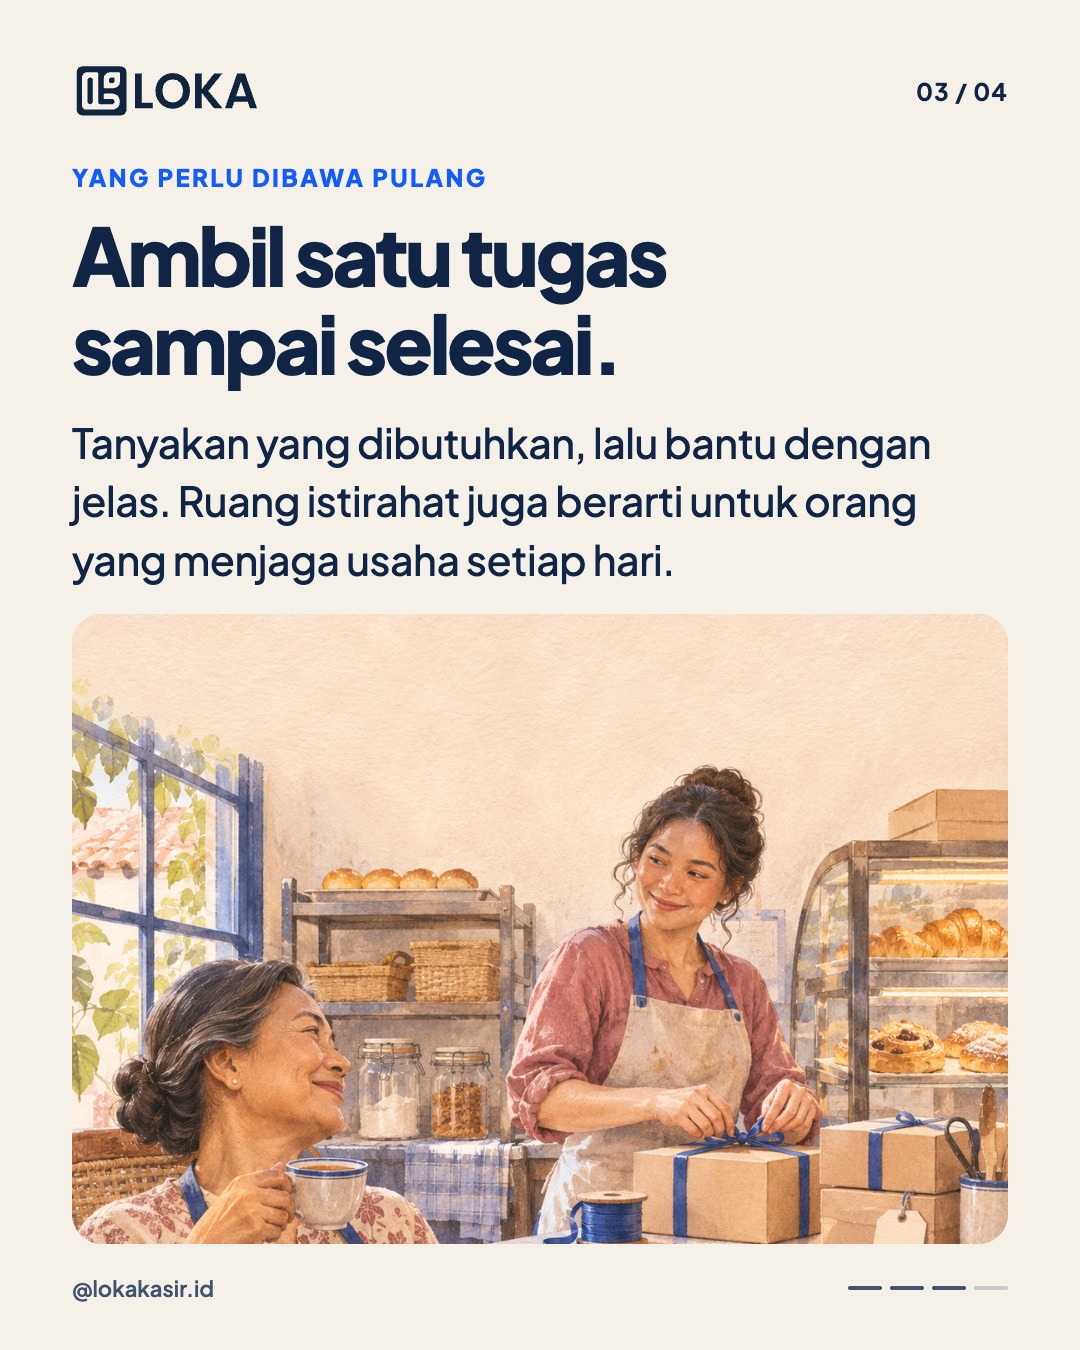 LOKA
03 / 04
YANG PERLU DIBAWA PULANG
Ambil satu tugas
sampai selesai.
Tanyakan yang dibutuhkan, lalu bantu dengan
jelas. Ruang istirahat juga berarti untuk orang
yang menjaga usaha setiap hari.
@lokakasir.id